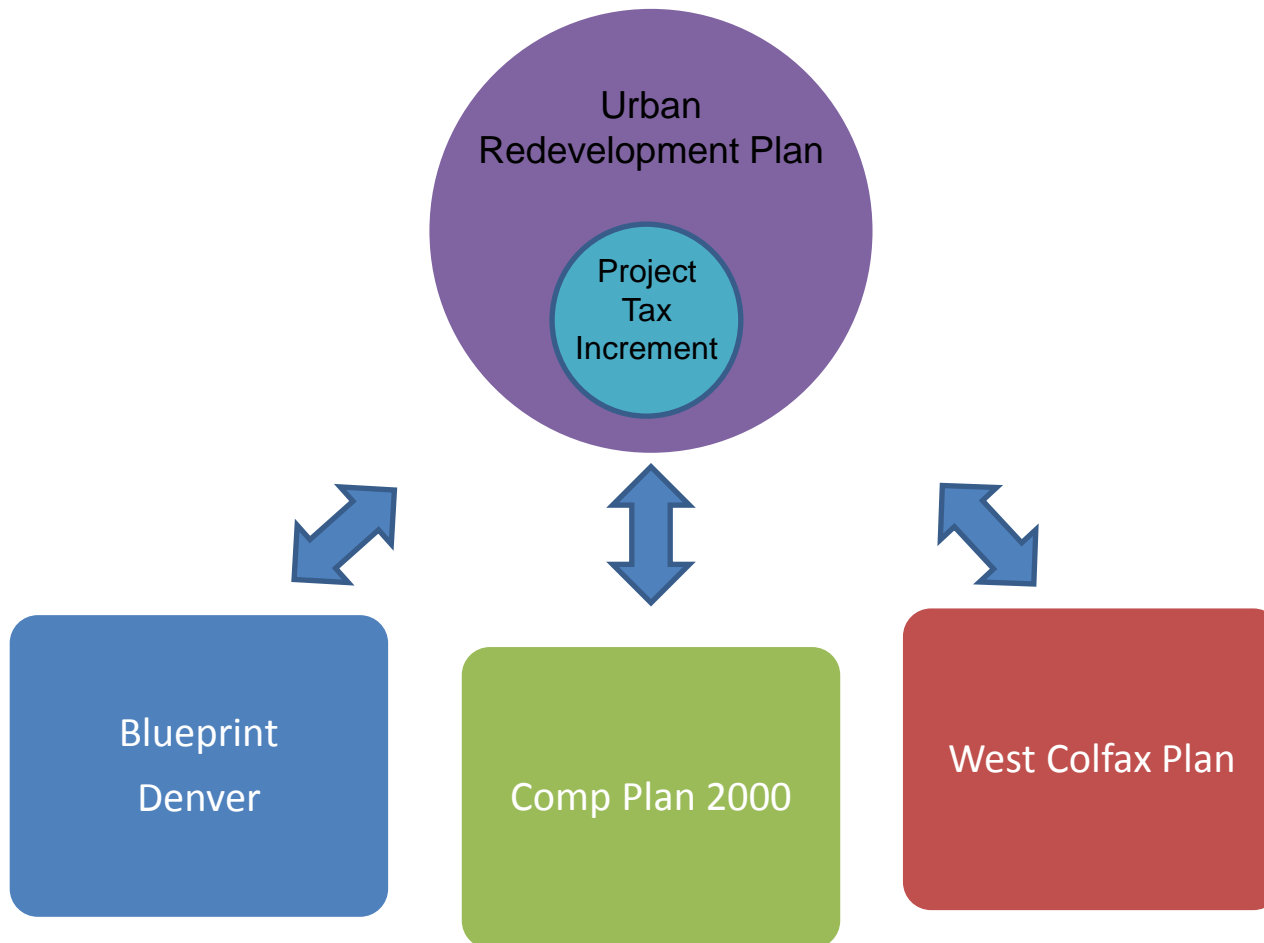 Urban
Redevelopment Plan
Project
Tax
Increment
Blueprint
Denver
Comp Plan 2000
West Colfax Plan